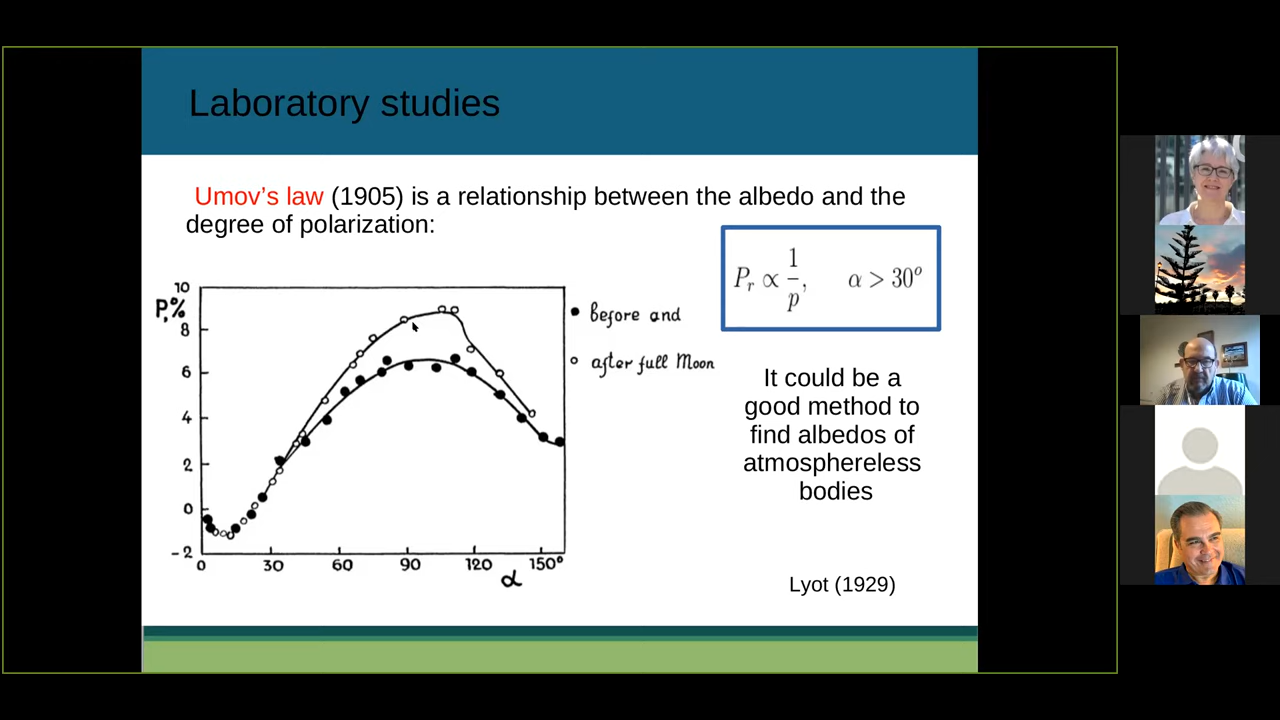 Laboratory studies
Umov's law (1905) is a relationship between the albedo and the
degree of polarization:
P_r ∝ 1/p, α > 30°
P,%
10
8
6
4
2
0
-2
0 30 60 90 120 150°
α
● before and
○ after full Moon
It could be a
good method to
find albedos of
atmosphereless
bodies
Lyot (1929)